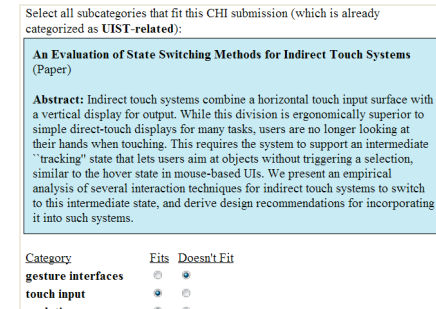 Select all subcategories that fit this CHI submission (which is already
categorized as UIST-related):
An Evaluation of State Switching Methods for Indirect Touch Systems
(Paper)
Abstract: Indirect touch systems combine a horizontal touch input surface with
a vertical display for output. While this division is ergonomically superior to
simple direct-touch displays for many tasks, users are no longer looking at
their hands when touching. This requires the system to support an intermediate
``tracking'' state that lets users aim at objects without triggering a selection,
similar to the hover state in mouse-based UIs. We present an empirical
analysis of several interaction techniques for indirect touch systems to switch
to this intermediate state, and derive design recommendations for incorporating
it into such systems.
Category Fits Doesn't Fit
gesture interfaces
touch input